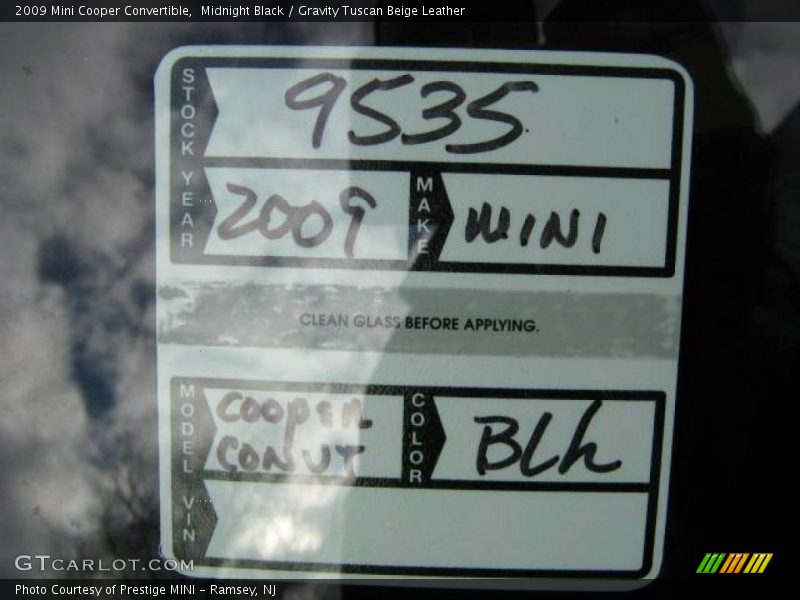 2009 Mini Cooper Convertible,  Midnight Black / Gravity Tuscan Beige Leather
STOCK 9535
YEAR 2009 MAKE MINI
CLEAN GLASS BEFORE APPLYING.
MODEL COOPER COLOR BLK
CONVT
VIN
GTCARLOT.COM
Photo Courtesy of Prestige MINI - Ramsey, NJ